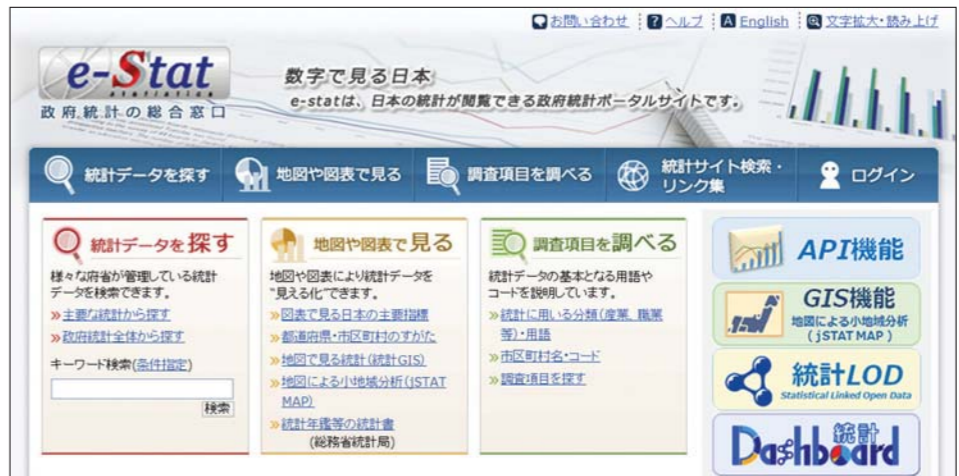 お問い合わせ ヘルプ English 文字拡大・読み上げ
e-Stat
statistics
政府統計の総合窓口
数字で見る日本
e-statは、日本の統計が閲覧できる政府統計ポータルサイトです。
統計データを探す 地図や図表で見る 調査項目を調べる 統計サイト検索・リンク集 ログイン
統計データを探す
様々な府省が管理している統計
データを検索できます。
»主要な統計から探す
»政府統計全体から探す
キーワード検索(条件指定)
検索
地図や図表で見る
地図や図表により統計データを
"見える化"できます。
»図表で見る日本の主要指標
»都道府県・市区町村のすがた
»地図で見る統計(統計GIS)
»地図による小地域分析(jSTAT
MAP)
»統計年鑑等の統計書
(総務省統計局)
調査項目を調べる
統計データの基本となる用語や
コードを説明しています。
»統計に用いる分類(産業、職業
等)・用語
»市区町村名・コード
»調査項目を探す
API機能
GIS機能
地図による小地域分析
(jSTAT MAP)
統計LOD
Statistical Linked Open Data
統計
Dashboard